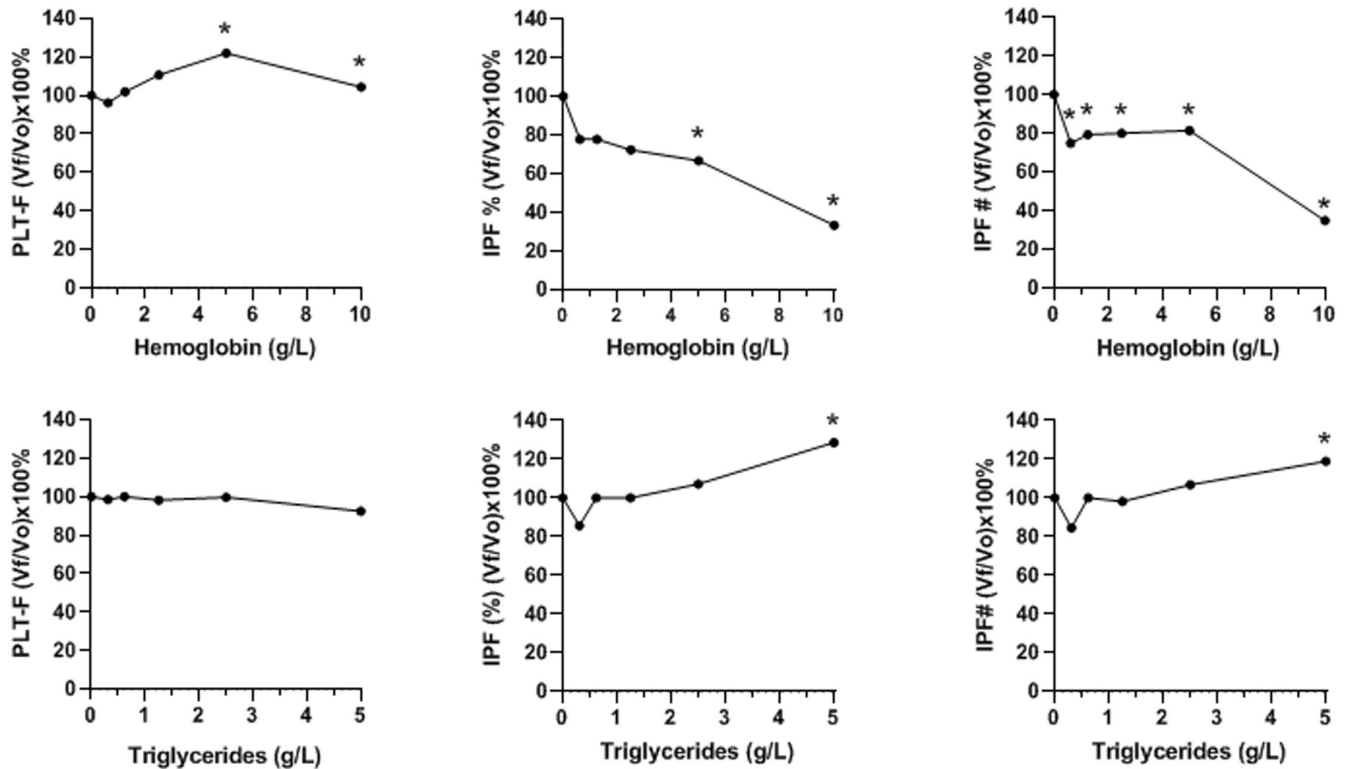 PLT-F (Vf/Vo)x100%
140
120
100
80
60
40
20
0
*
*
0 2 4 6 8 10
Hemoglobin (g/L)
IPF % (Vf/Vo)x100%
140
120
100
80
60
40
20
0
*
*
0 2 4 6 8 10
Hemoglobin (g/L)
IPF # (Vf/Vo)x100%
140
120
100
80
60
40
20
0
* * * *
*
0 2 4 6 8 10
Hemoglobin (g/L)
PLT-F (Vf/Vo)x100%
140
120
100
80
60
40
20
0
0 1 2 3 4 5
Triglycerides (g/L)
IPF (%) (Vf/Vo)x100%
140
120
100
80
60
40
20
0
*
0 1 2 3 4 5
Triglycerides (g/L)
IPF# (Vf/Vo)x100%
140
120
100
80
60
40
20
0
*
0 1 2 3 4 5
Triglycerides (g/L)